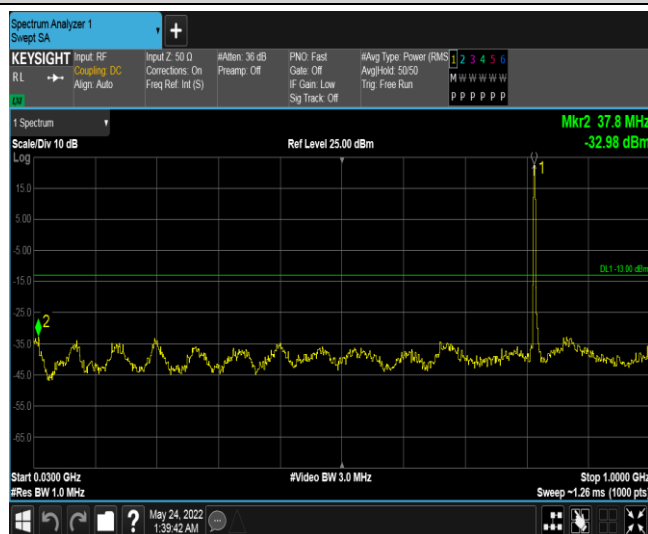 Spectrum Analyzer 1
Swept SA
+
KEYSIGHT
RL
LXI
Input: RF
Coupling: DC
Align: Auto
Input Z: 50 Ω
Corrections: On
Freq Ref: Int (S)
#Atten: 36 dB
Preamp: Off
PNO: Fast
Gate: Off
IF Gain: Low
Sig Track: Off
#Avg Type: Power (RMS
Avg|Hold: 50/50
Trig: Free Run
1 2 3 4 5 6
M W W W W W
P P P P P P
1 Spectrum
Scale/Div 10 dB
Log
Ref Level 25.00 dBm
Mkr2 37.8 MHz
-32.98 dBm
1
15.0
5.00
-5.00
DL1 -13.00 dBm
-15.0
-25.0
2
-35.0
-45.0
-55.0
-65.0
Start 0.0300 GHz
#Video BW 3.0 MHz
Stop 1.0000 GHz
#Res BW 1.0 MHz
Sweep ~1.26 ms (1000 pts)
?
May 24, 2022
1:39:42 AM